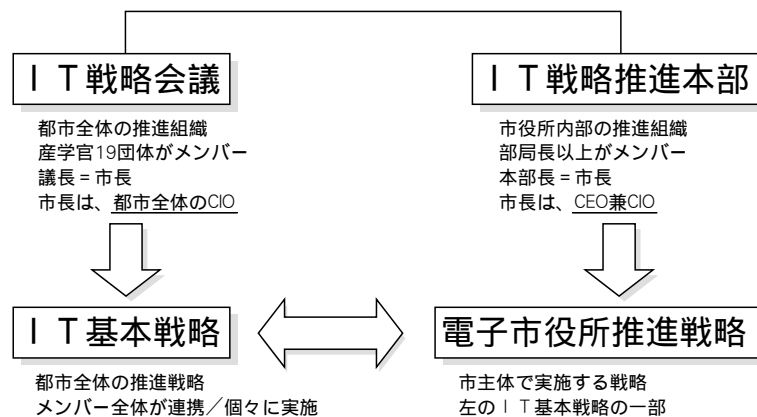 ＩＴ戦略会議
都市全体の推進組織
産学官19団体がメンバー
議長＝市長
市長は、都市全体のCIO
ＩＴ戦略推進本部
市役所内部の推進組織
部局長以上がメンバー
本部長＝市長
市長は、CEO兼CIO
ＩＴ基本戦略
都市全体の推進戦略
メンバー全体が連携／個々に実施
電子市役所推進戦略
市主体で実施する戦略
左のＩＴ基本戦略の一部